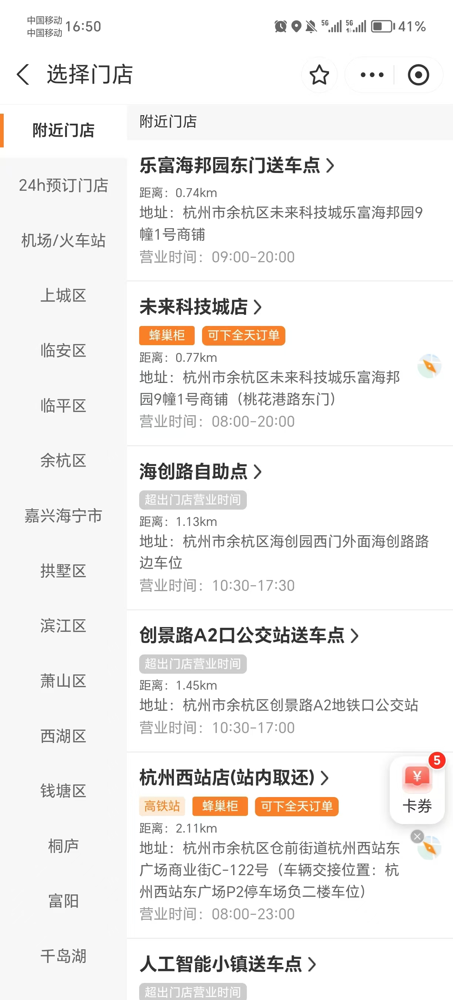 中国移动
中国移动
16:50
5G
5G
41%
选择门店
附近门店
24h预订门店
机场/火车站
上城区
临安区
临平区
余杭区
嘉兴海宁市
拱墅区
滨江区
萧山区
西湖区
钱塘区
桐庐
富阳
千岛湖
附近门店
乐富海邦园东门送车点
距离：0.74km
地址：杭州市余杭区未来科技城乐富海邦园9
幢1号商铺
营业时间：09:00-20:00
未来科技城店
蜂巢柜 可下全天订单
距离：0.77km
地址：杭州市余杭区未来科技城乐富海邦
园9幢1号商铺（桃花港路东门）
营业时间：08:00-20:00
海创路自助点
超出门店营业时间
距离：1.13km
地址：杭州市余杭区海创园西门外面海创路路
边车位
营业时间：10:30-17:30
创景路A2口公交站送车点
超出门店营业时间
距离：1.45km
地址：杭州市余杭区创景路A2地铁口公交站
营业时间：10:30-17:00
杭州西站店(站内取还)
高铁站 蜂巢柜 可下全天订单
距离：2.11km
地址：杭州市余杭区仓前街道杭州西站东
广场商业街C-122号（车辆交接位置：杭
州西站东广场P2停车场负二楼车位）
营业时间：08:00-23:00
5
¥
卡券
人工智能小镇送车点
超出门店营业时间